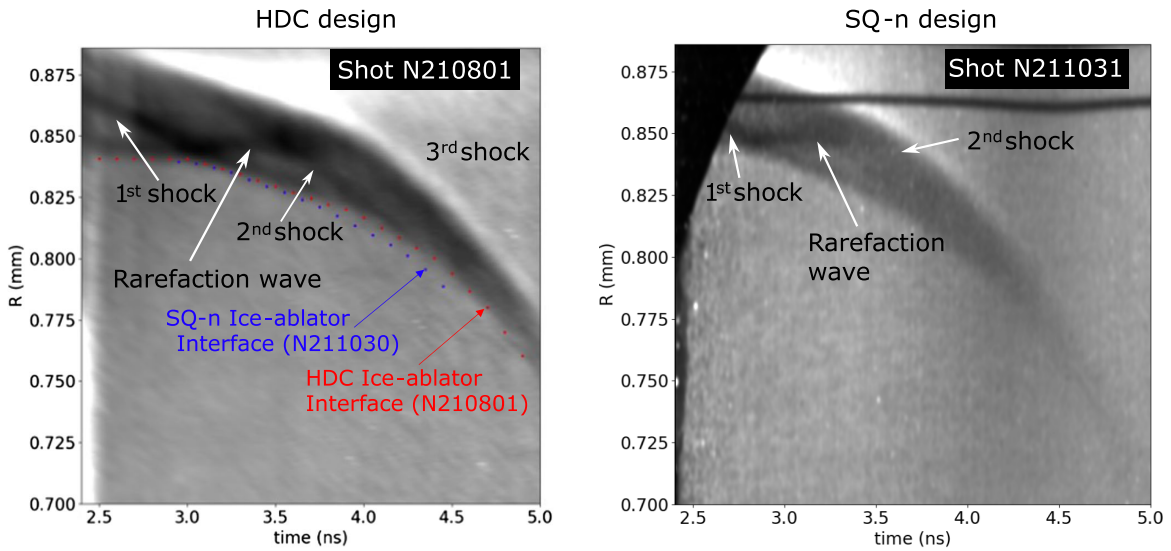 HDC design
Shot N210801
0.875
0.850
0.825
0.800
0.775
0.750
0.725
0.700
R (mm)
2.5 3.0 3.5 4.0 4.5 5.0
time (ns)
1st shock
Rarefaction wave
2nd shock
3rd shock
SQ-n Ice-ablator
Interface (N211030)
HDC Ice-ablator
Interface (N210801)
SQ-n design
Shot N211031
0.875
0.850
0.825
0.800
0.775
0.750
0.725
0.700
R (mm)
2.5 3.0 3.5 4.0 4.5 5.0
time (ns)
1st shock
Rarefaction
wave
2nd shock